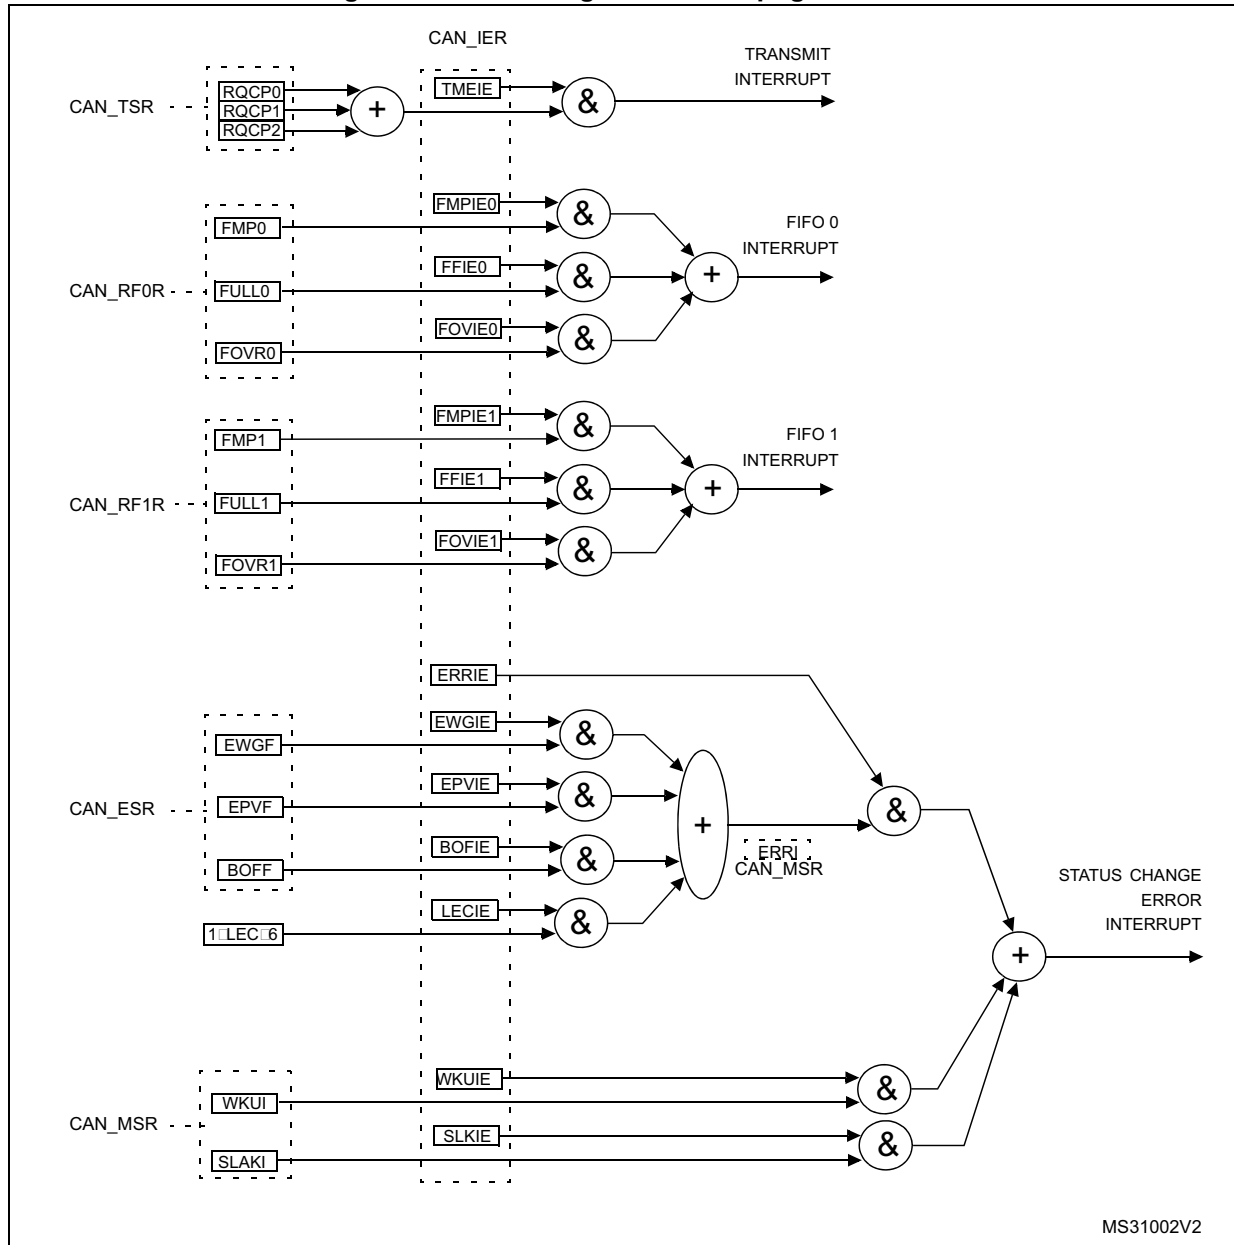 CAN_IER
TRANSMIT
INTERRUPT
CAN_TSR
RQCP0
RQCP1
RQCP2
+
TMEIE
&
FMPIE0
&
FMP0
FIFO 0
INTERRUPT
FFIE0
&
+
CAN_RF0R
FULL0
FOVIE0
&
FOVR0
FMPIE1
&
FMP1
FIFO 1
INTERRUPT
FFIE1
&
+
CAN_RF1R
FULL1
FOVIE1
&
FOVR1
ERRIE
EWGIE
&
EWGF
EPVIE
&
CAN_ESR
EPVF
+
&
BOFIE
&
BOFF
ERRI
CAN_MSR
LECIE
&
1□LEC□6
STATUS CHANGE
ERROR
INTERRUPT
+
WKUIE
&
WKUI
CAN_MSR
SLKIE
&
SLAKI
MS31002V2